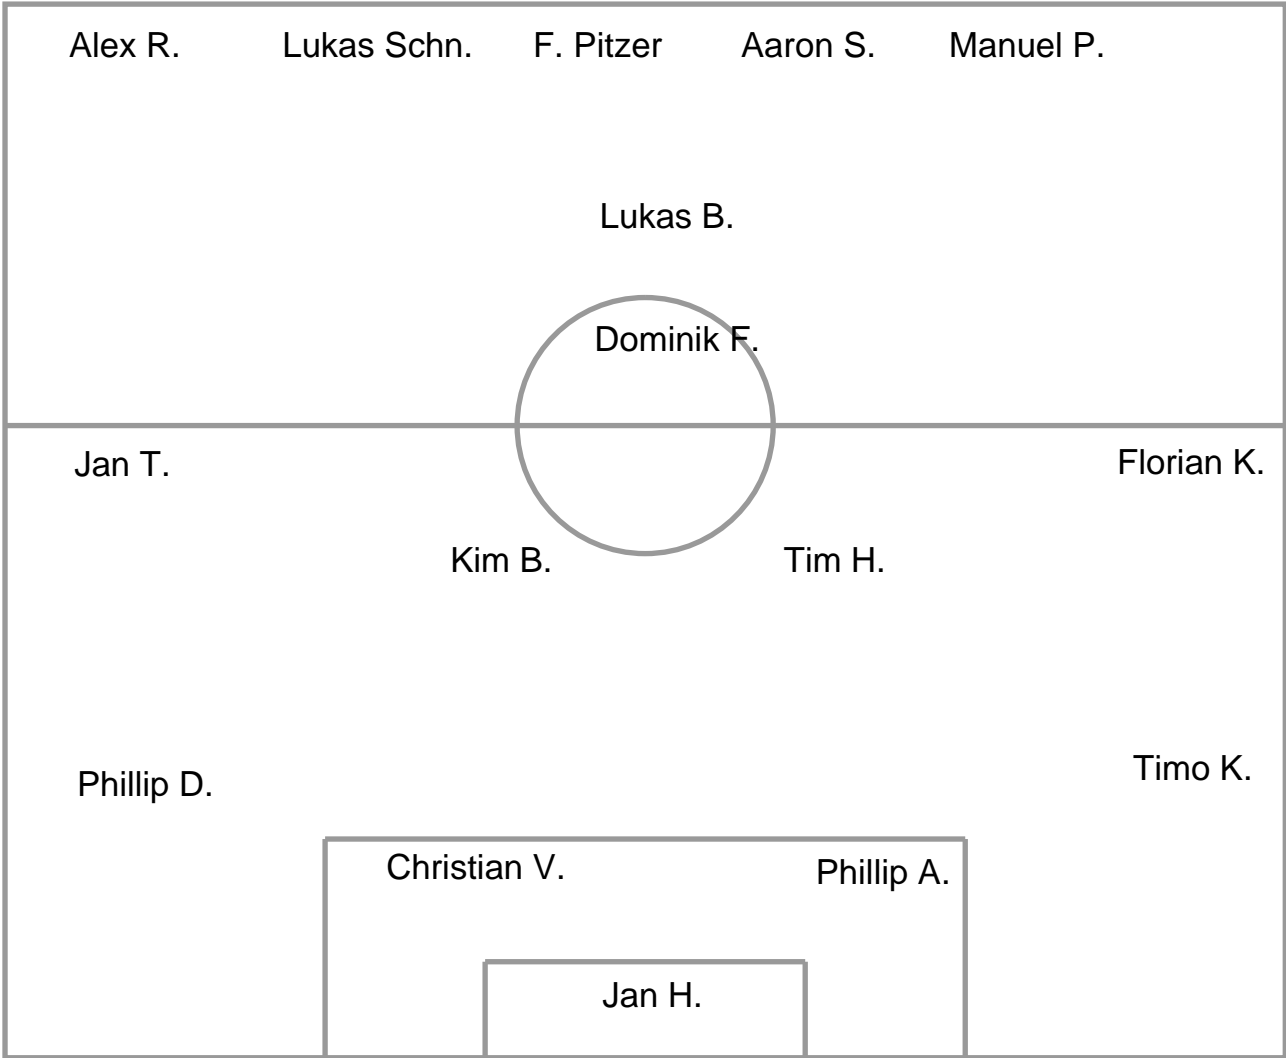 Alex R. Lukas Schn. F. Pitzer Aaron S. Manuel P.
Lukas B.
Dominik F.
Jan T. Florian K.
Kim B. Tim H.
Phillip D. Timo K.
Christian V. Phillip A.
Jan H.